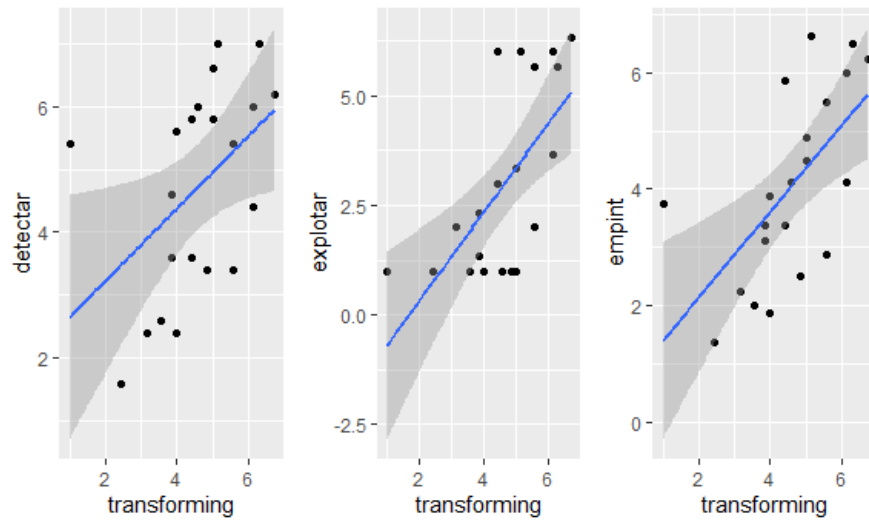 detectar
6
4
2
2 4 6
transforming
explotar
5.0
2.5
0.0
-2.5
2 4 6
transforming
empint
6
4
2
0
2 4 6
transforming